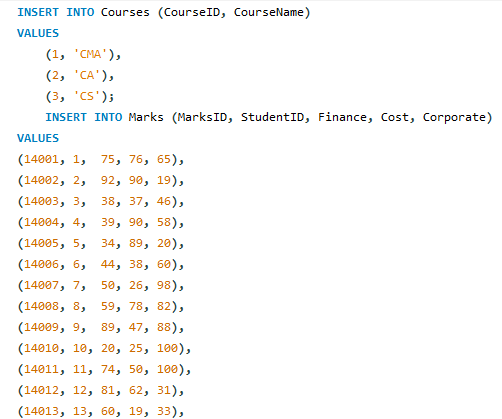 INSERT INTO Courses (CourseID, CourseName)
VALUES
(1, 'CMA'),
(2, 'CA'),
(3, 'CS');
INSERT INTO Marks (MarksID, StudentID, Finance, Cost, Corporate)
VALUES
(14001, 1,  75, 76, 65),
(14002, 2,  92, 90, 19),
(14003, 3,  38, 37, 46),
(14004, 4,  39, 90, 58),
(14005, 5,  34, 89, 20),
(14006, 6,  44, 38, 60),
(14007, 7,  50, 26, 98),
(14008, 8,  59, 78, 82),
(14009, 9,  89, 47, 88),
(14010, 10, 20, 25, 100),
(14011, 11, 74, 50, 100),
(14012, 12, 81, 62, 31),
(14013, 13, 60, 19, 33),